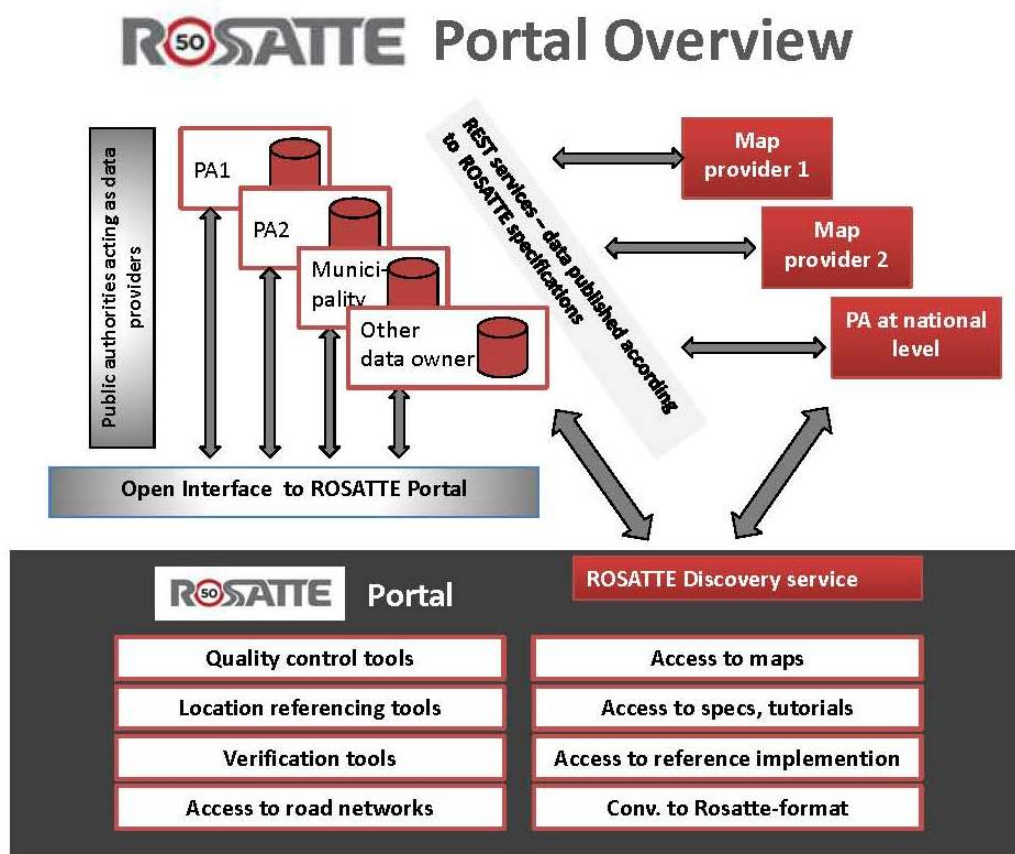 ROSATTE Portal Overview
50
Public authorities acting as data
providers
PA1
PA2
Munici-
pality
Other
data owner
REST services – data published according
to ROSATTE specifications
Map
provider 1
Map
provider 2
PA at national
level
Open Interface to ROSATTE Portal
ROSATTE Portal
50
ROSATTE Discovery service
Quality control tools
Location referencing tools
Verification tools
Access to road networks
Access to maps
Access to specs, tutorials
Access to reference implemention
Conv. to Rosatte-format